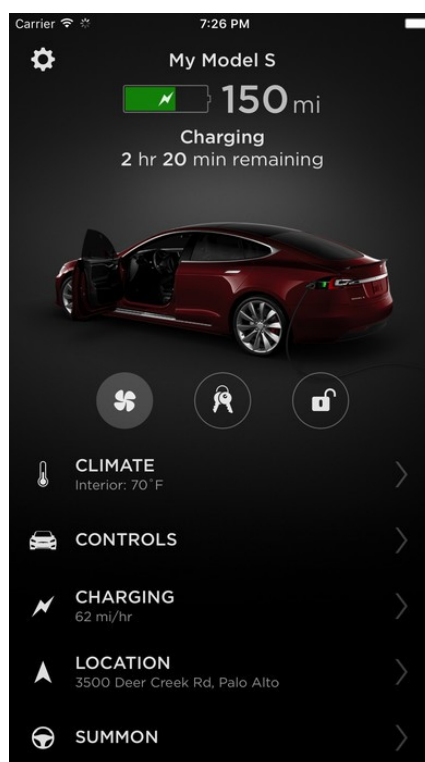 Carrier 7:26 PM
My Model S
150 mi
Charging
2 hr 20 min remaining
CLIMATE
Interior: 70°F
CONTROLS
CHARGING
62 mi/hr
LOCATION
3500 Deer Creek Rd, Palo Alto
SUMMON